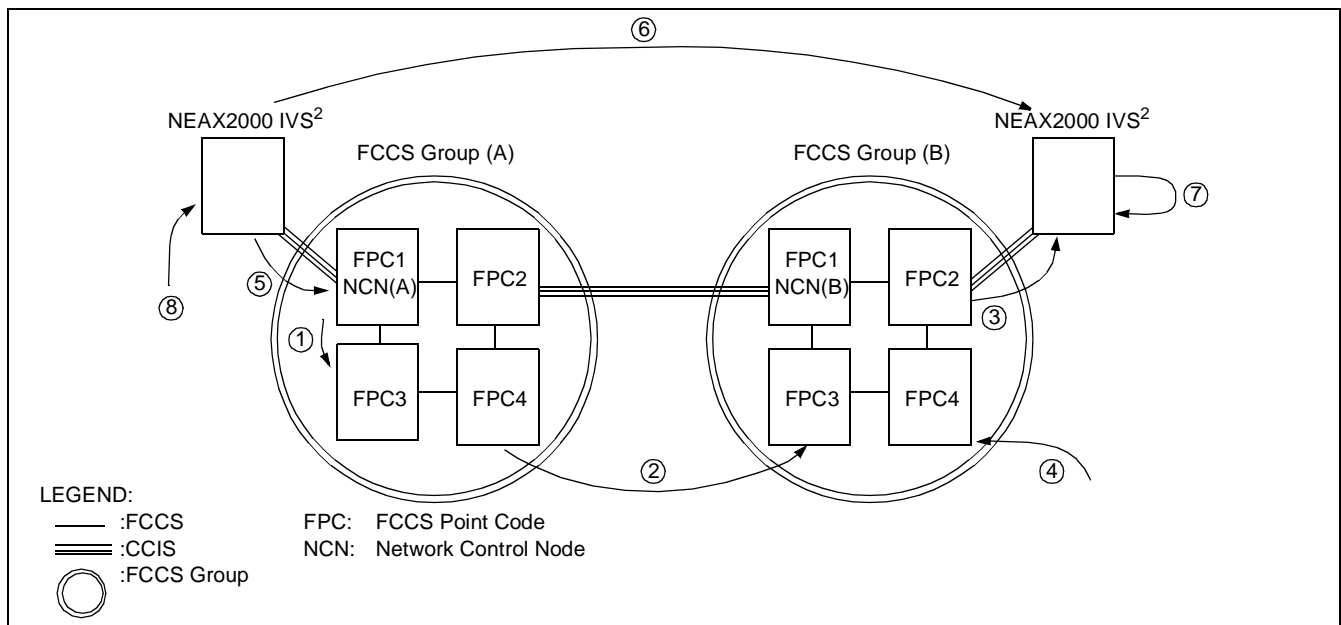 ⑥
NEAX2000 IVS²
NEAX2000 IVS²
FCCS Group (A)
FCCS Group (B)
⑦
FPC1
NCN(A)
FPC2
FPC1
NCN(B)
FPC2
⑤
⑧
③
①
FPC3
FPC4
FPC3
FPC4
②
④
LEGEND:
:FCCS
FPC: FCCS Point Code
:CCIS
NCN: Network Control Node
:FCCS Group